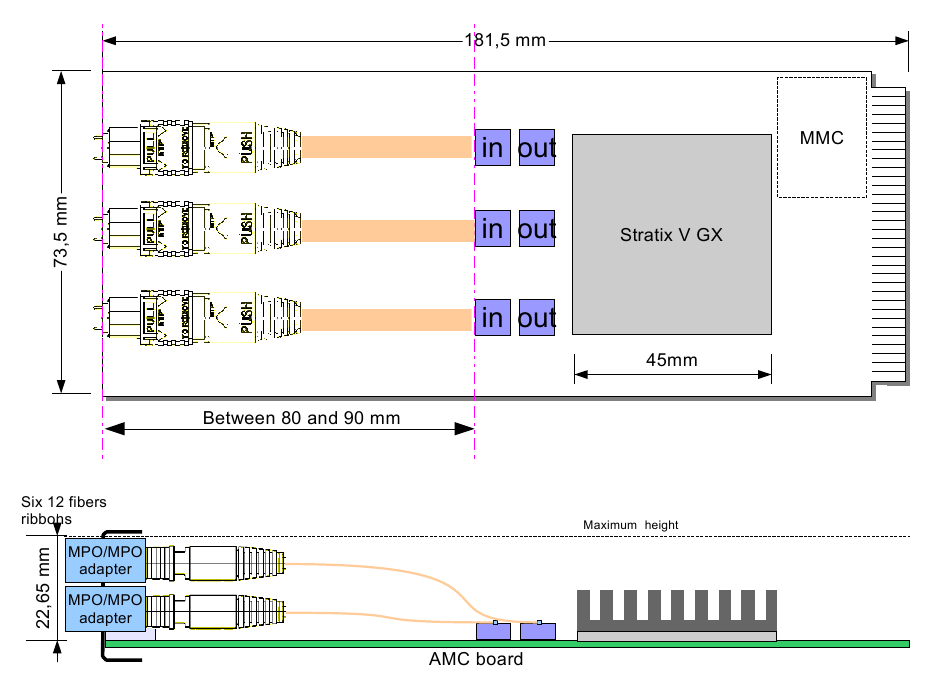 181,5 mm
73,5 mm
PULL
PUSH
in
out
MMC
PULL
PUSH
in
out
Stratix V GX
PULL
PUSH
in
out
45mm
Between 80 and 90 mm
Six 12 fibers
ribbons
Maximum height
22,65 mm
MPO/MPO
adapter
MPO/MPO
adapter
AMC board